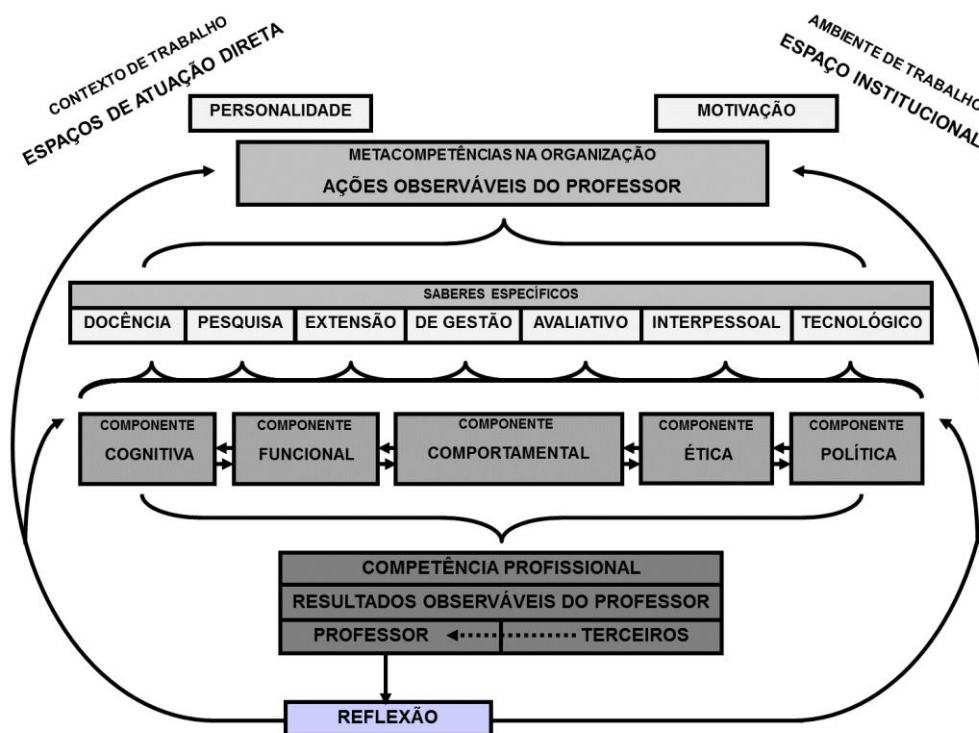 CONTEXTO DE TRABALHO
ESPAÇOS DE ATUAÇÃO DIRETA
AMBIENTE DE TRABALHO
ESPAÇO INSTITUCIONAL
PERSONALIDADE
MOTIVAÇÃO
METACOMPETÊNCIAS NA ORGANIZAÇÃO
AÇÕES OBSERVÁVEIS DO PROFESSOR
SABERES ESPECÍFICOS
DOCÊNCIA
PESQUISA
EXTENSÃO
DE GESTÃO
AVALIATIVO
INTERPESSOAL
TECNOLÓGICO
COMPONENTE
COGNITIVA
COMPONENTE
FUNCIONAL
COMPONENTE
COMPORTAMENTAL
COMPONENTE
ÉTICA
COMPONENTE
POLÍTICA
COMPETÊNCIA PROFISSIONAL
RESULTADOS OBSERVÁVEIS DO PROFESSOR
PROFESSOR
TERCEIROS
REFLEXÃO